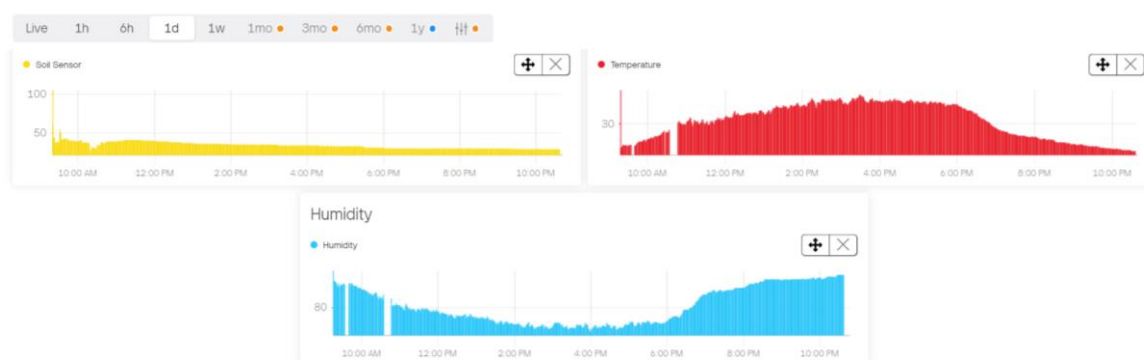 Live 1h 6h 1d 1w 1mo 3mo 6mo 1y
Soil Sensor
100
50
10:00 AM 12:00 PM 2:00 PM 4:00 PM 6:00 PM 8:00 PM 10:00 PM
Temperature
30
10:00 AM 12:00 PM 2:00 PM 4:00 PM 6:00 PM 8:00 PM 10:00 PM
Humidity
Humidity
80
10:00 AM 12:00 PM 2:00 PM 4:00 PM 6:00 PM 8:00 PM 10:00 PM